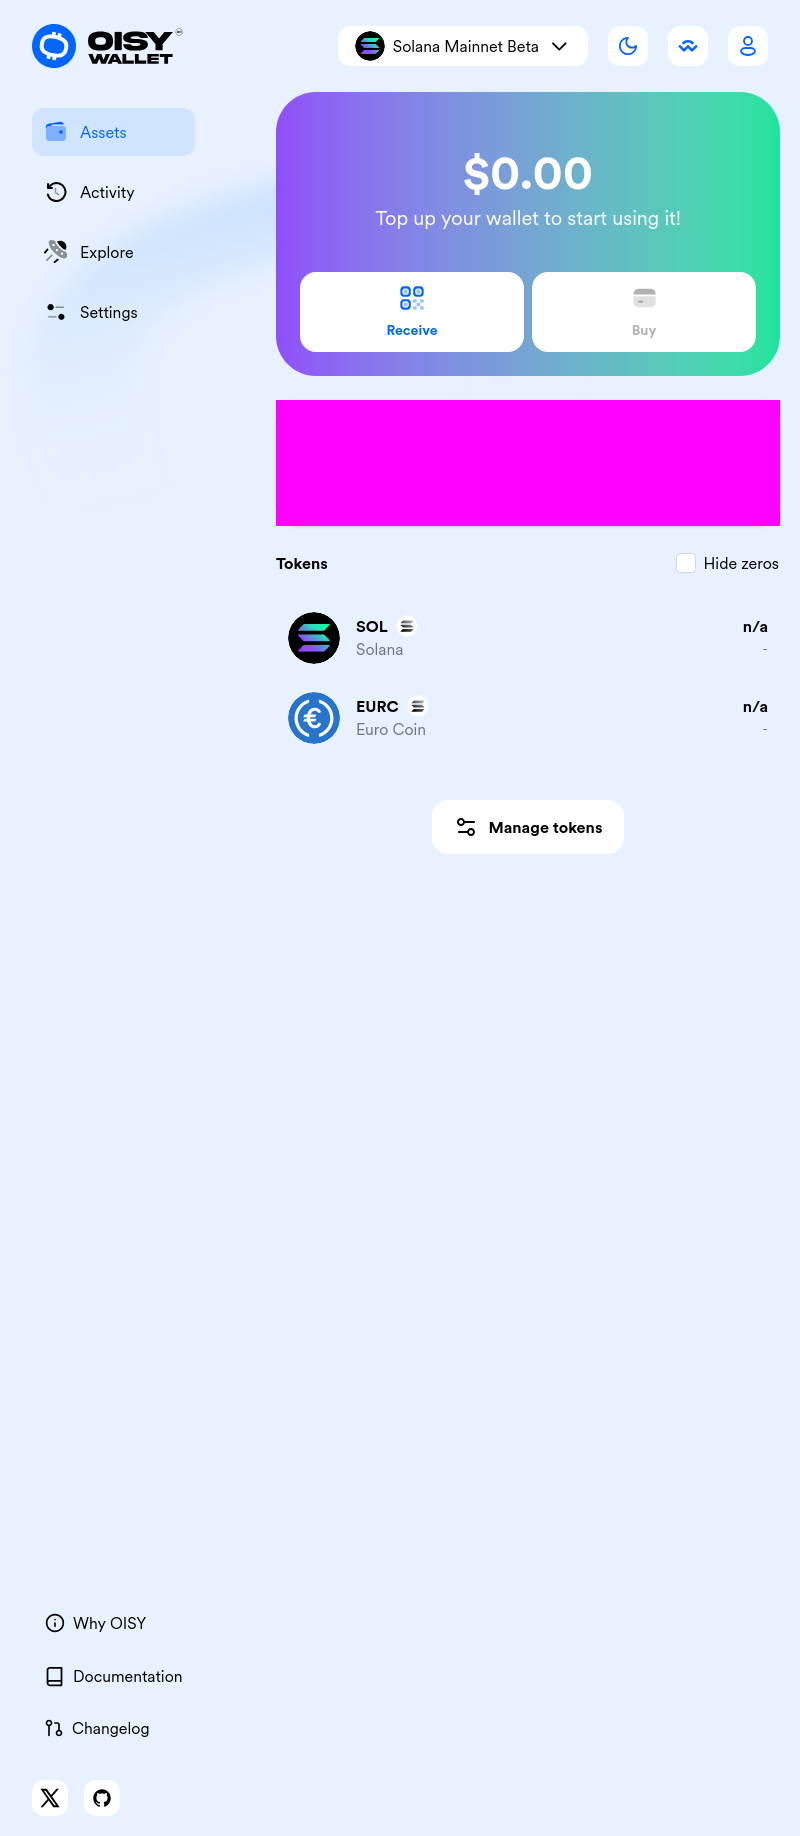 OISY
WALLET
Solana Mainnet Beta
Assets
Activity
Explore
Settings
$0.00
Top up your wallet to start using it!
Receive
Buy
Tokens
Hide zeros
SOL
n/a
Solana
-
EURC
n/a
Euro Coin
-
Manage tokens
Why OISY
Documentation
Changelog